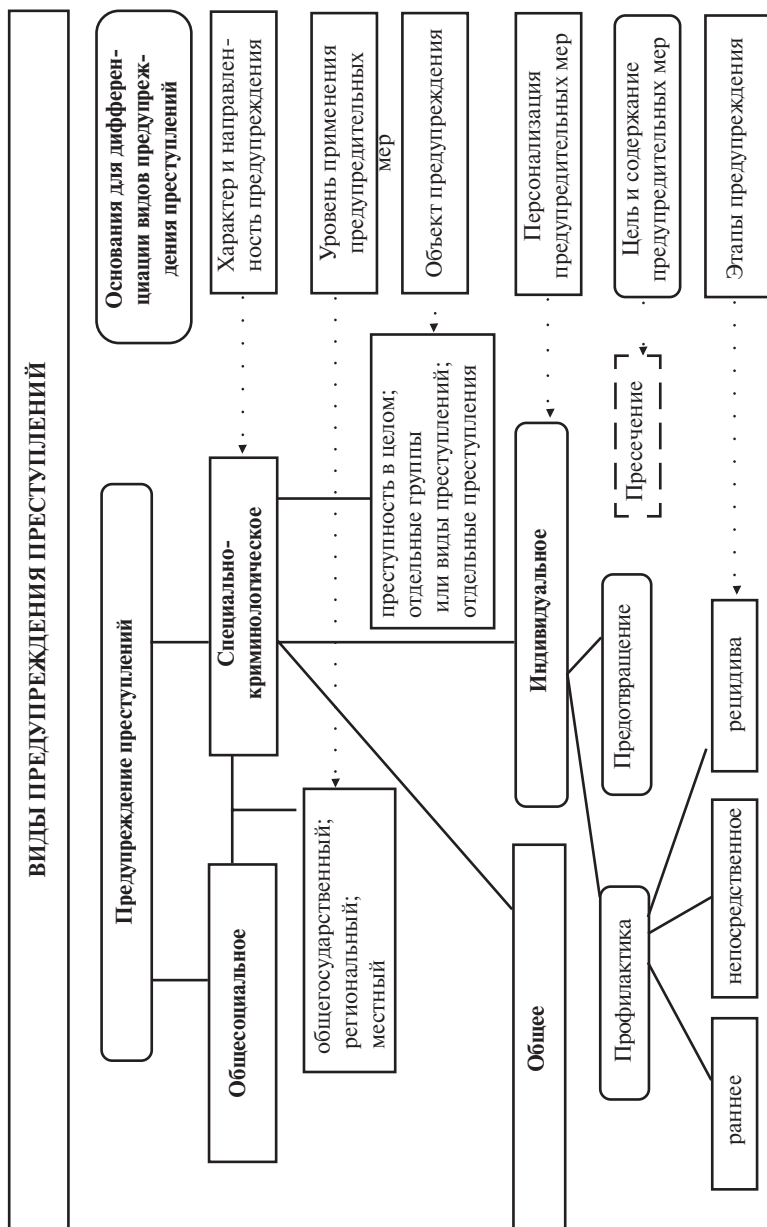 ВИДЫ ПРЕДУПРЕЖДЕНИЯ ПРЕСТУПЛЕНИЙ
Предупреждение преступлений
Основания для дифферен-
циации видов предупреж-
дения преступлений
Общесоциальное
Специально-
криминологическое
Характер и направлен-
ность предупреждения
общегосударственный;
региональный;
местный
Уровень применения
предупредительных
мер
преступность в целом;
отдельные группы
или виды преступлений;
отдельные преступления
Объект предупреждения
Общее
Индивидуальное
Персонализация
предупредительных мер
Профилактика
Предотвращение
Пресечение
Цель и содержание
предупредительных мер
раннее
непосредственное
рецидива
Этапы предупреждения